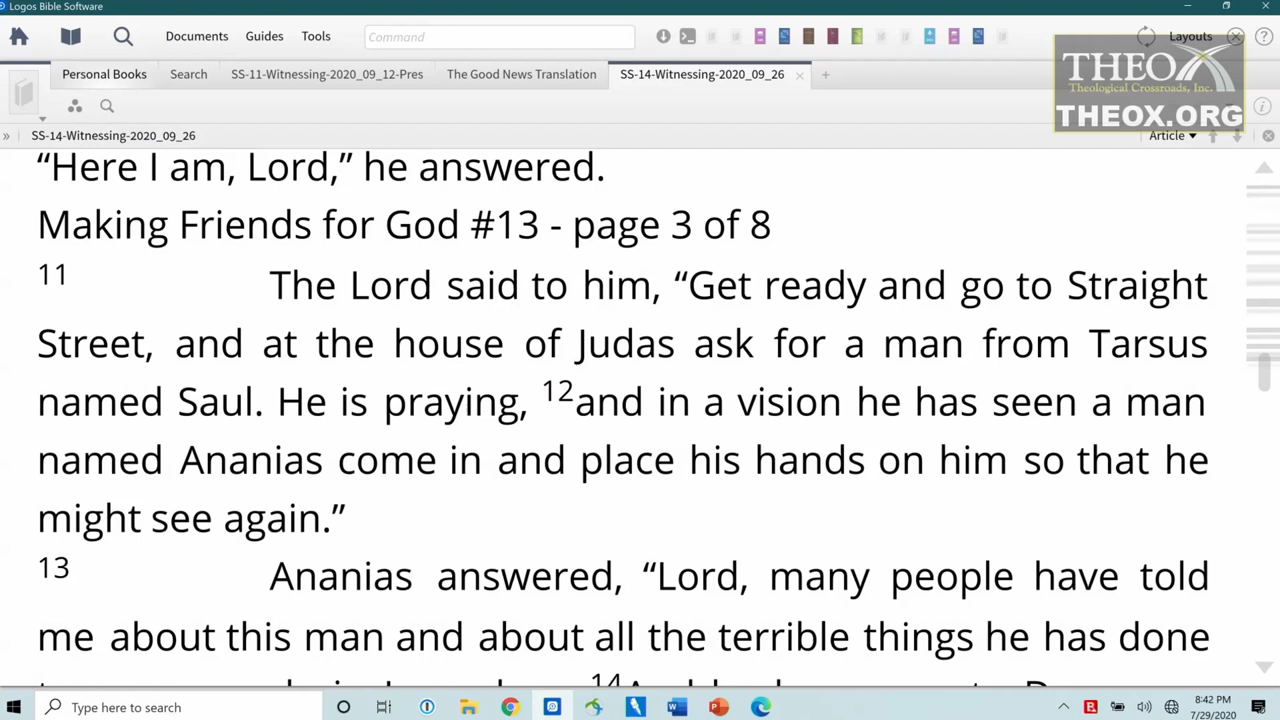 Logos Bible Software
Documents Guides Tools Command Layouts
THEOX
Theological Crossroads, Inc.
THEOX.ORG
Personal Books Search SS-11-Witnessing-2020_09_12-Pres The Good News Translation SS-14-Witnessing-2020_09_26
SS-14-Witnessing-2020_09_26 Article
“Here I am, Lord,” he answered.
Making Friends for God #13 - page 3 of 8
11 The Lord said to him, “Get ready and go to Straight
Street, and at the house of Judas ask for a man from Tarsus
named Saul. He is praying, 12and in a vision he has seen a man
named Ananias come in and place his hands on him so that he
might see again.”
13 Ananias answered, “Lord, many people have told
me about this man and about all the terrible things he has done
14
Type here to search
8:42 PM
7/29/2020